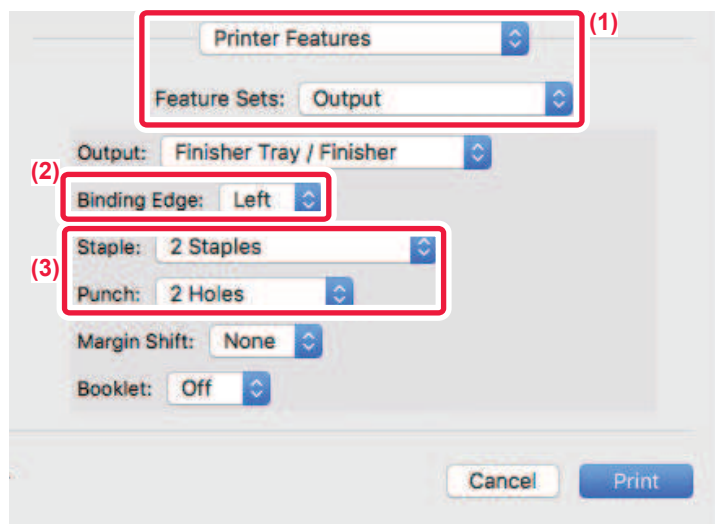 (1)
Printer Features
Feature Sets: Output
Output: Finisher Tray / Finisher
(2)
Binding Edge: Left
(3)
Staple: 2 Staples
Punch: 2 Holes
Margin Shift: None
Booklet: Off
Cancel Print